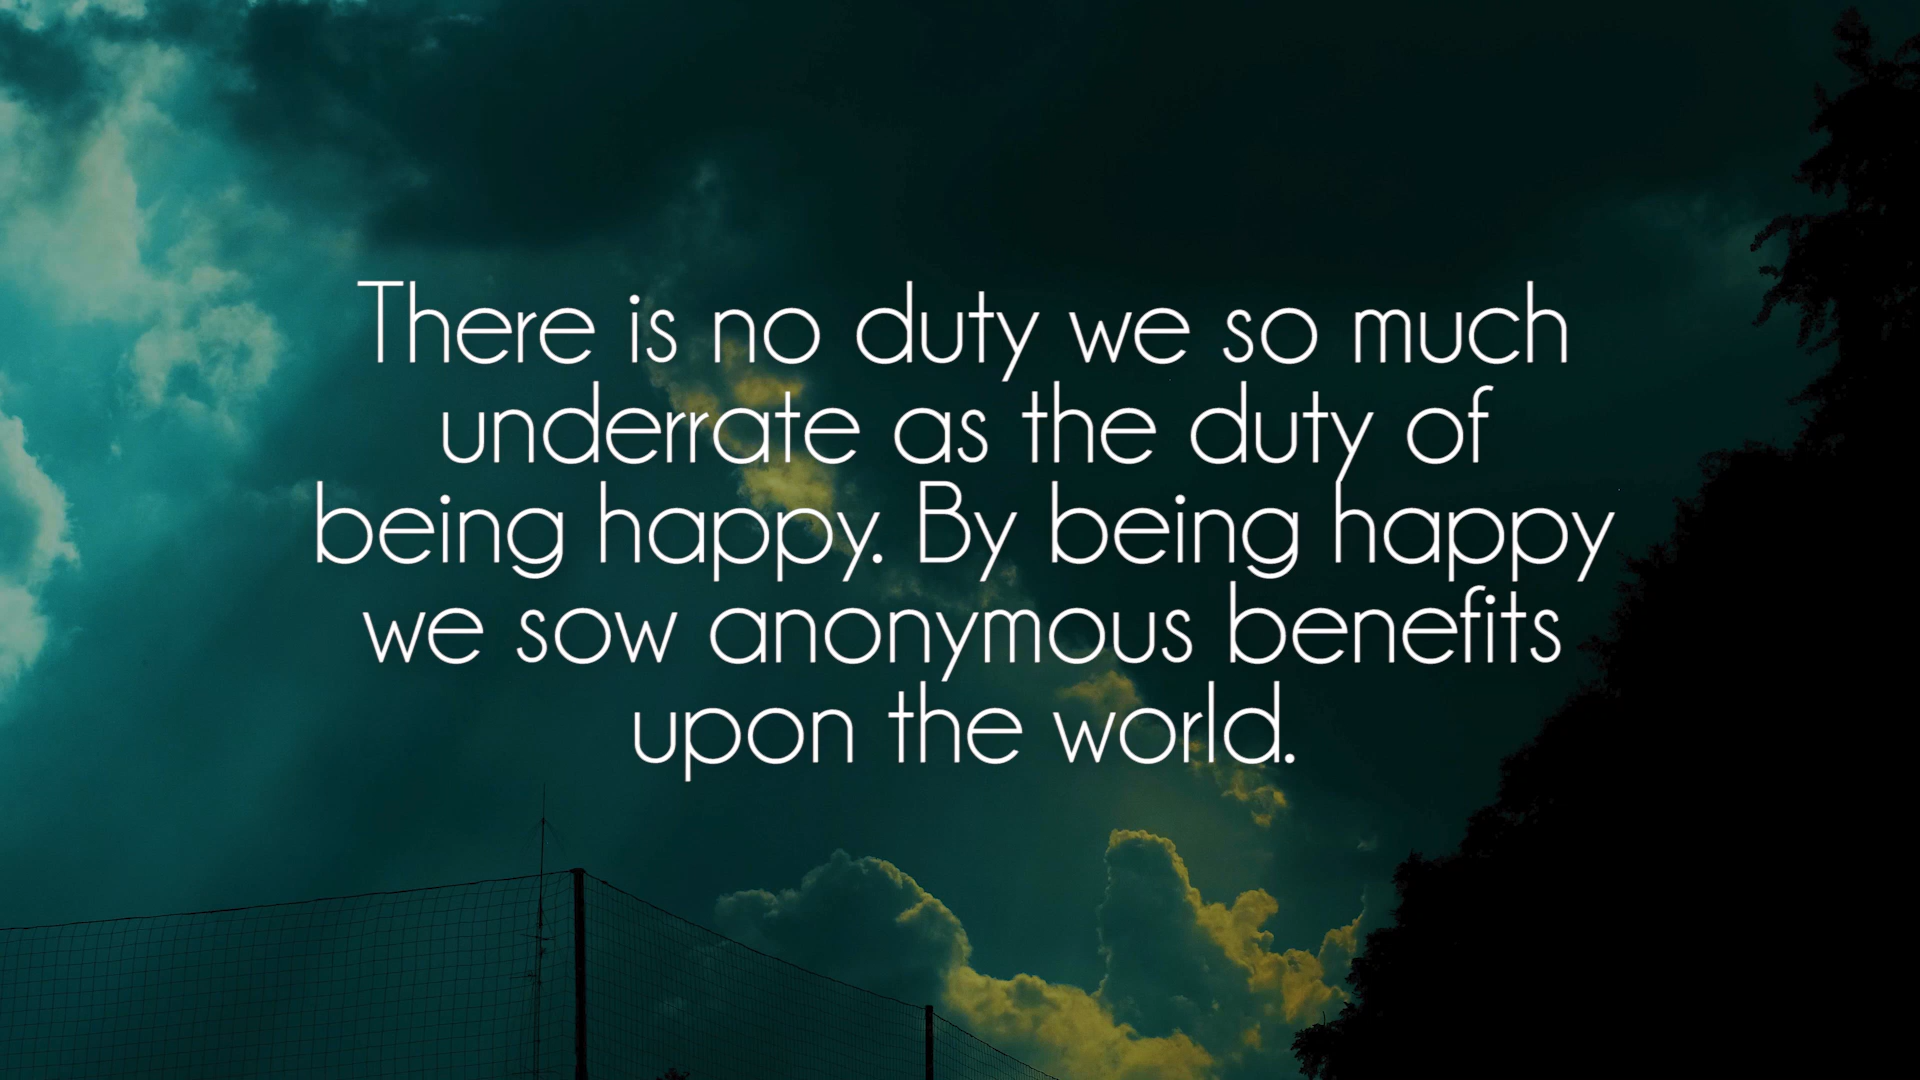 There is no duty we so much
underrate as the duty of
being happy. By being happy
we sow anonymous benefits
upon the world.